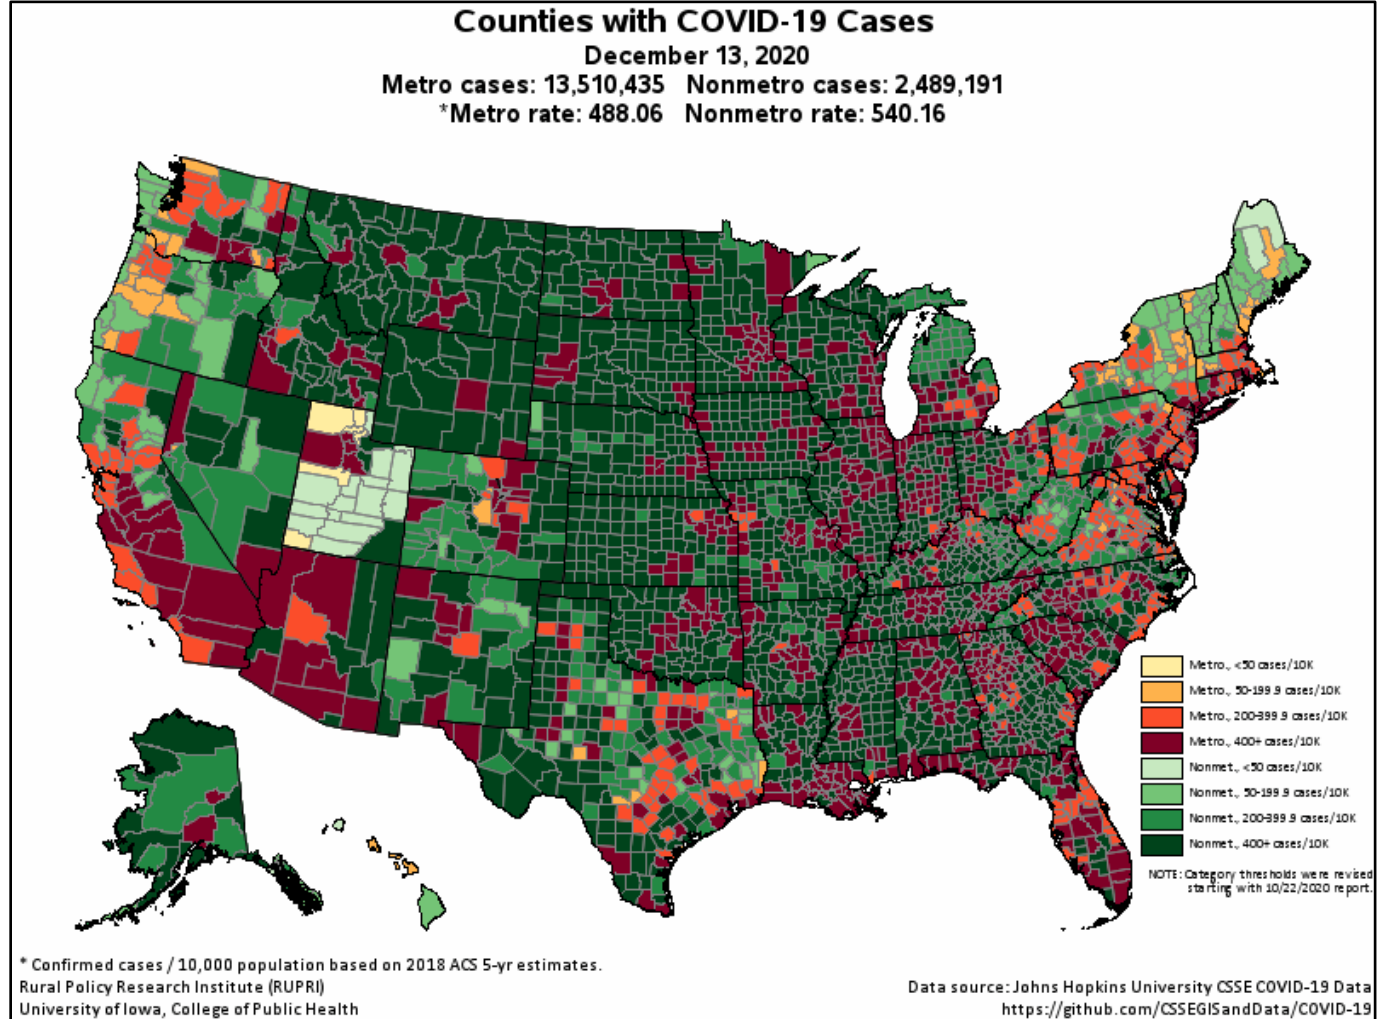 Counties with COVID-19 Cases
December 13, 2020
Metro cases: 13,510,435 Nonmetro cases: 2,489,191
*Metro rate: 488.06 Nonmetro rate: 540.16
Metro., <50 cases/10K
Metro., 50-199.9 cases/10K
Metro., 200-399.9 cases/10K
Metro., 400+ cases/10K
Nonmet., <50 cases/10K
Nonmet., 50-199.9 cases/10K
Nonmet., 200-399.9 cases/10K
Nonmet., 400+ cases/10K
NOTE: Category thresholds were revised
starting with 10/22/2020 report.
* Confirmed cases / 10,000 population based on 2018 ACS 5-yr estimates.
Rural Policy Research Institute (RUPRI)
University of Iowa, College of Public Health
Data source: Johns Hopkins University CSSE COVID-19 Data
https://github.com/CSSEGISandData/COVID-19